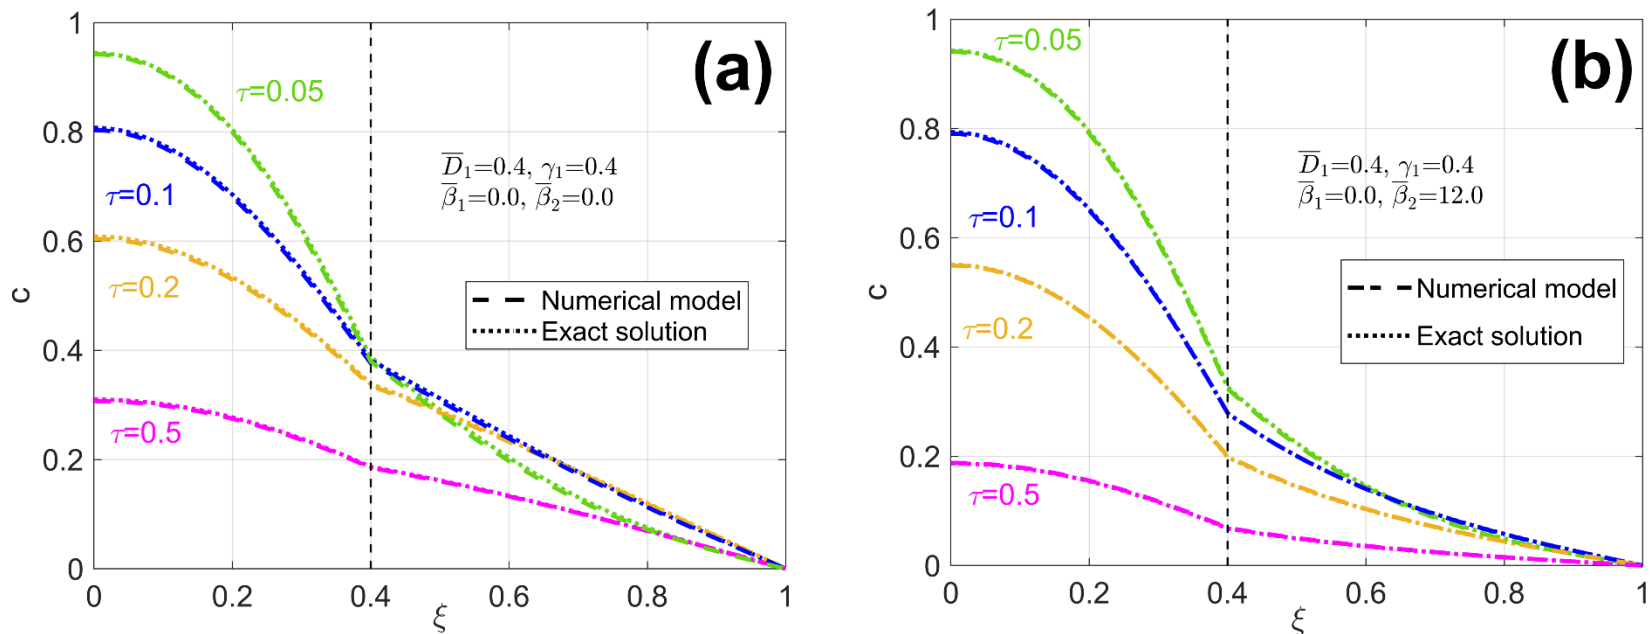 (a)
1
0.8
0.6
0.4
0.2
0
c
τ=0.05
τ=0.1
τ=0.2
τ=0.5
D̅₁=0.4, γ₁=0.4
β̅₁=0.0, β̅₂=0.0
Numerical model
Exact solution
0 0.2 0.4 0.6 0.8 1
ξ
(b)
1
0.8
0.6
0.4
0.2
0
c
τ=0.05
τ=0.1
τ=0.2
τ=0.5
D̅₁=0.4, γ₁=0.4
β̅₁=0.0, β̅₂=12.0
Numerical model
Exact solution
0 0.2 0.4 0.6 0.8 1
ξ